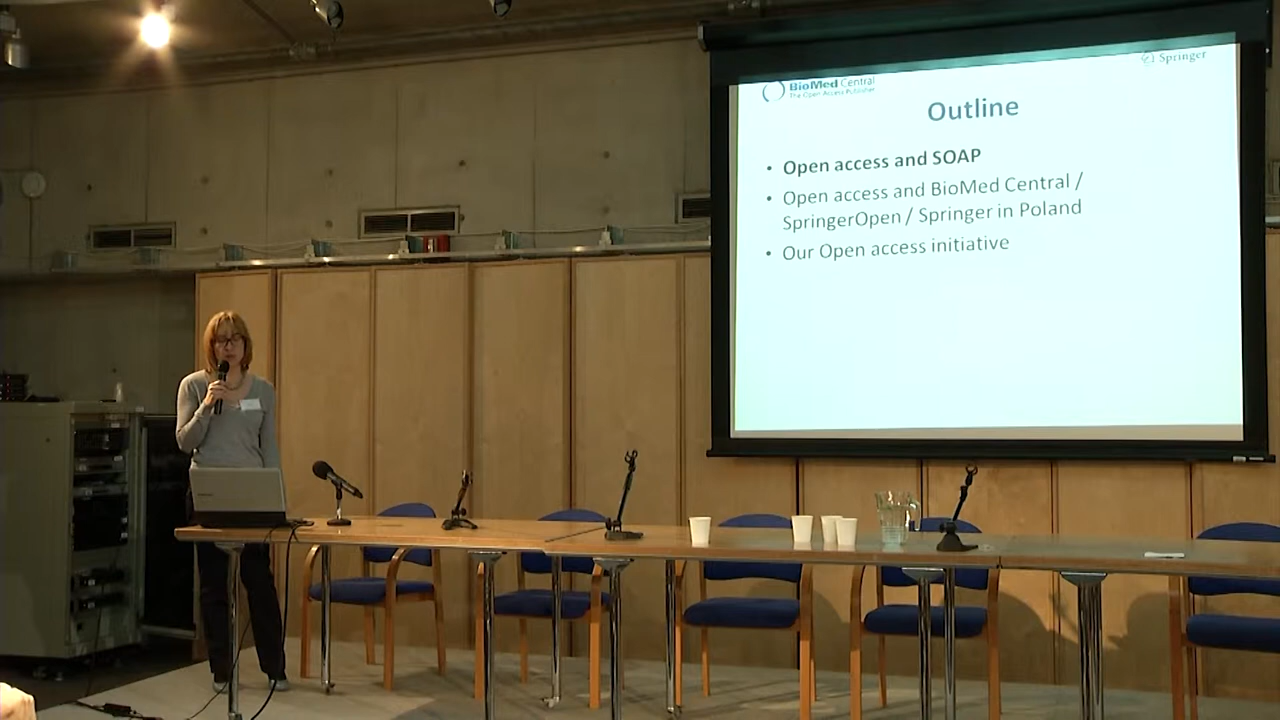 Springer
BioMed Central
The Open Access Publisher
Outline
• Open access and SOAP
• Open access and BioMed Central /
SpringerOpen / Springer in Poland
• Our Open access initiative